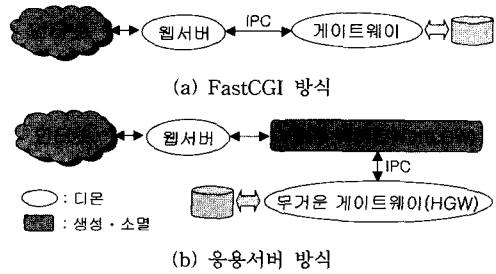 IPC
웹서버
게이트웨이
(a) FastCGI 방식
웹서버
IPC
: 디몬
무거운 게이트웨이(HGW)
: 생성·소멸
(b) 응용서버 방식